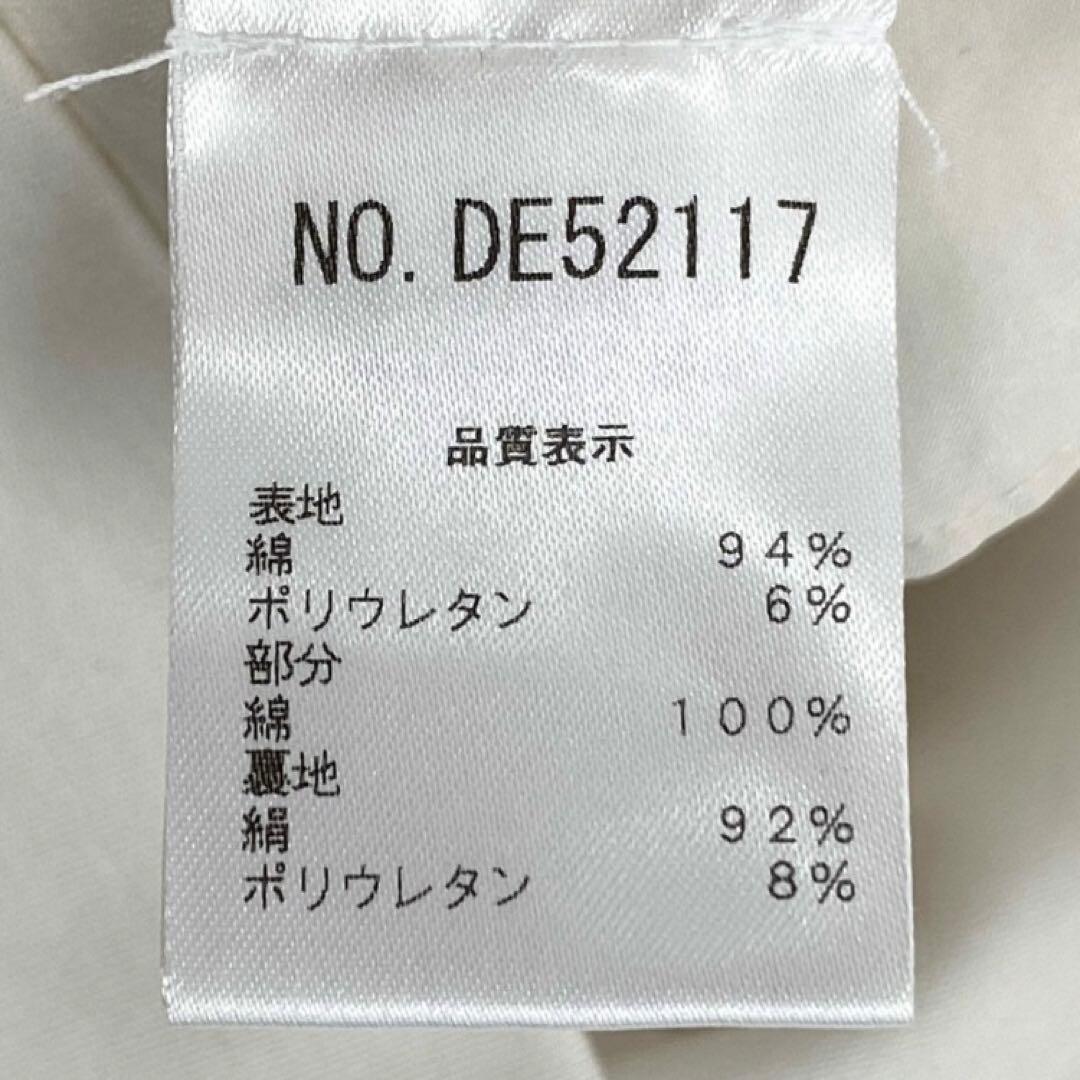 NO. DE52117
品質表示
表地
綿 94%
ポリウレタン 6%
部分
綿 100%
裏地
絹 92%
ポリウレタン 8%